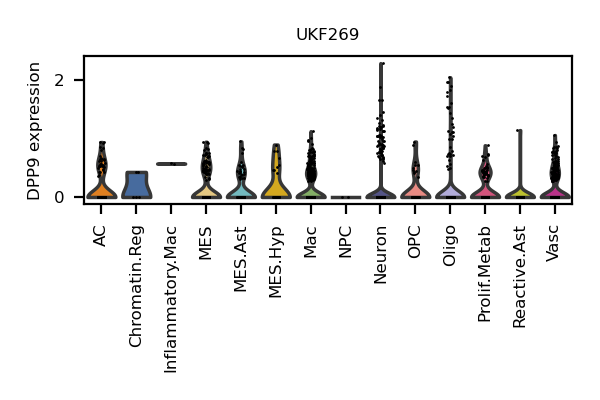 UKF269
DPP9 expression
2
0
AC
Chromatin.Reg
Inflammatory.Mac
MES
MES.Ast
MES.Hyp
Mac
NPC
Neuron
OPC
Oligo
Prolif.Metab
Reactive.Ast
Vasc